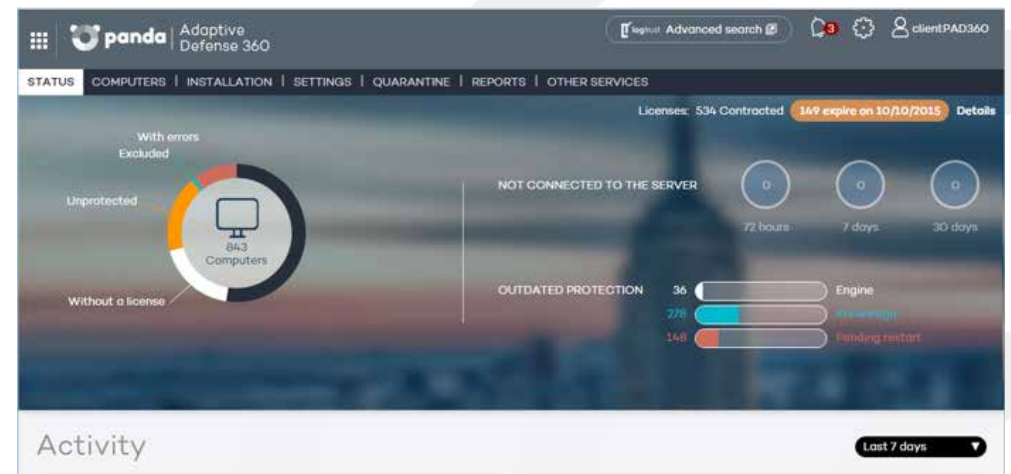 panda Adaptive
Defense 360
Advanced search
3
clientPAD360
STATUS COMPUTERS | INSTALLATION | SETTINGS | QUARANTINE | REPORTS | OTHER SERVICES
Licenses: 534 Contracted 149 expire on 10/10/2015 Details
With errors
Excluded
Unprotected
Without a license
843
Computers
NOT CONNECTED TO THE SERVER
0 0 0
72 hours 7 days 30 days
OUTDATED PROTECTION 36 Engine
278 Knowledge
148 Pending restart
Activity
Last 7 days